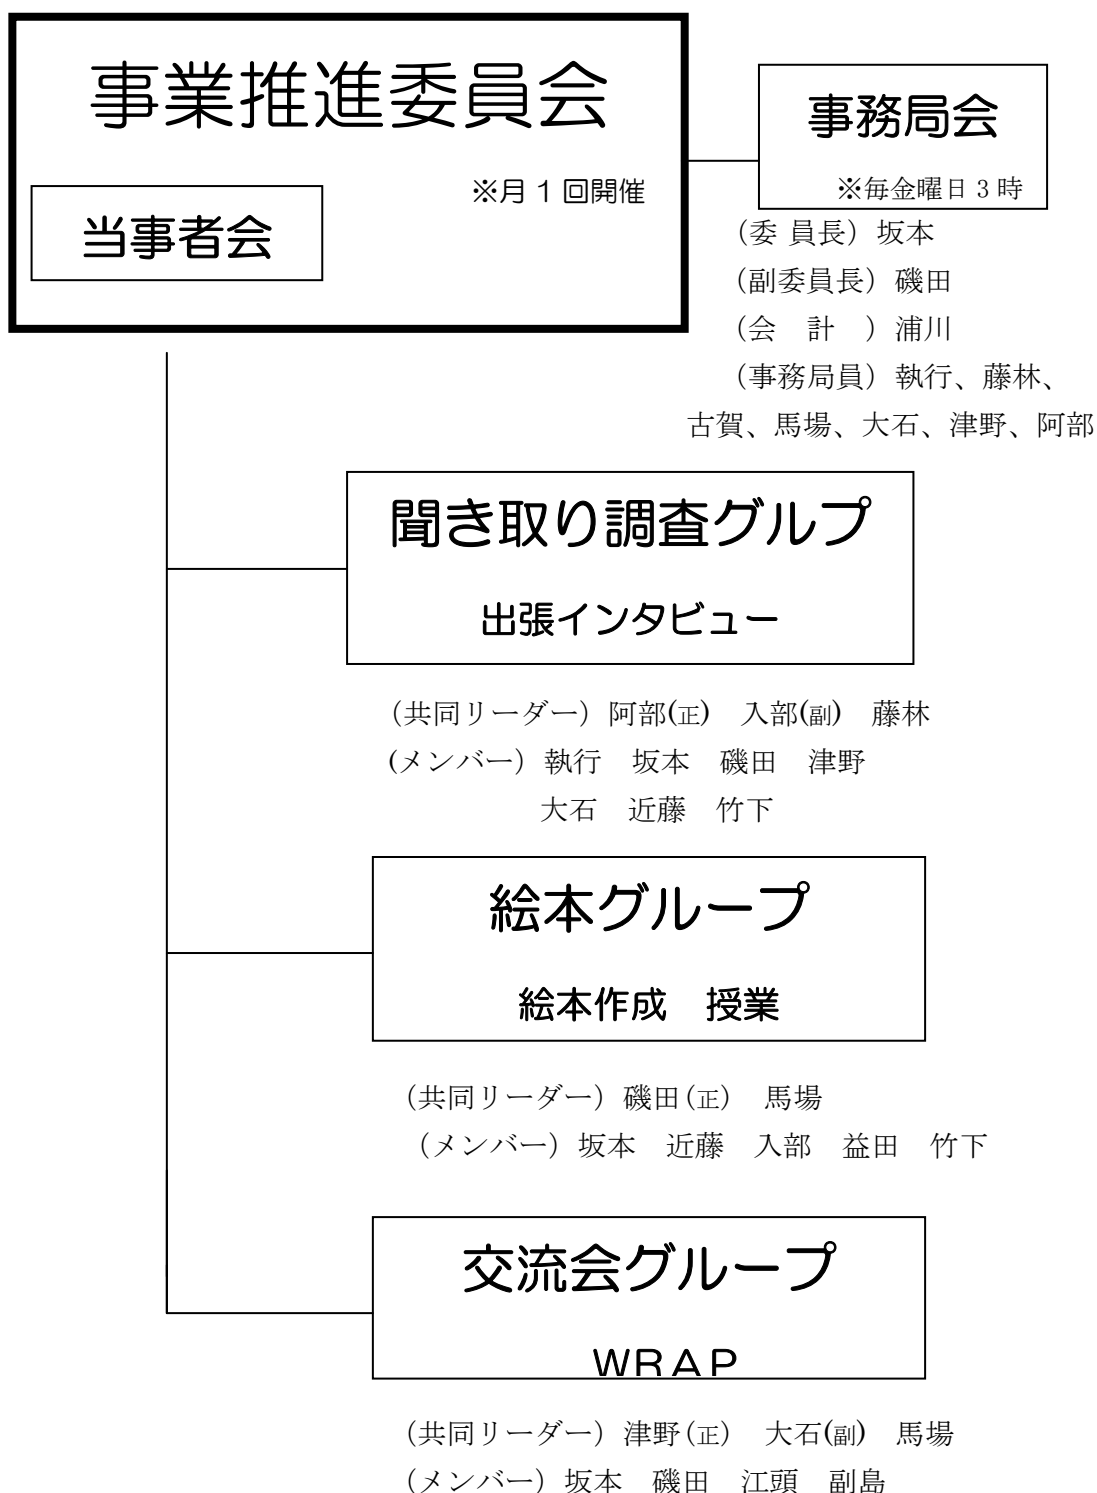 事業推進委員会
※月1回開催
当事者会
事務局会
※毎金曜日3時
（委 員長）坂本
（副委員長）磯田
（会　計　）浦川
（事務局員）執行、藤林、
古賀、馬場、大石、津野、阿部
聞き取り調査グルプ
出張インタビュー
（共同リーダー）阿部(正)　入部(副)　藤林
(メンバー）執行　坂本　磯田　津野
大石　近藤　竹下
絵本グループ
絵本作成　授業
（共同リーダー）磯田(正)　馬場
（メンバー）坂本　近藤　入部　益田　竹下
交流会グループ
ＷＲＡＰ
（共同リーダー）津野(正)　大石(副)　馬場
（メンバー）坂本　磯田　江頭　副島